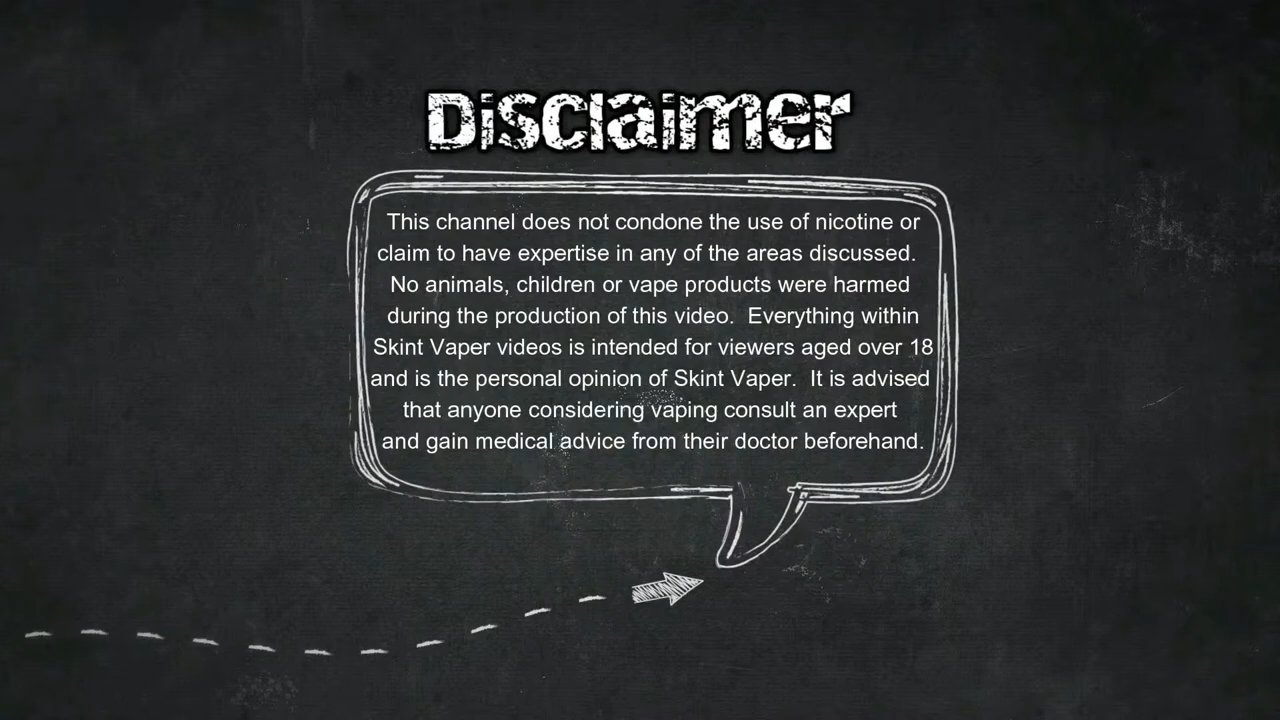 Disclaimer
This channel does not condone the use of nicotine or
claim to have expertise in any of the areas discussed.
No animals, children or vape products were harmed
during the production of this video.  Everything within
Skint Vaper videos is intended for viewers aged over 18
and is the personal opinion of Skint Vaper.  It is advised
that anyone considering vaping consult an expert
and gain medical advice from their doctor beforehand.